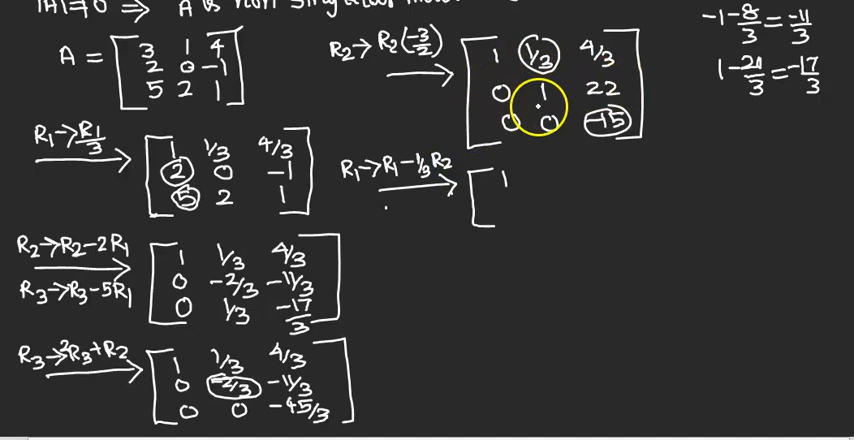 |A| ≠ 0 ⇒ A is non singular
A = [3 1 4
2 0 -1
5 2 1]
R1→R1/3
[1 1/3 4/3
2 0 -1
5 2 1]
R2→R2-2R1
R3→R3-5R1
[1 1/3 4/3
0 -2/3 -11/3
0 1/3 -17/3]
R3→2R3+R2
[1 1/3 4/3
0 -2/3 -11/3
0 0 -45/3]
R2→R2(-3/2)
[1 1/3 4/3
0 1 22
0 0 -15]
R1→R1-1/3R2
[1
-1-8/3=-11/3
1-20/3=-17/3